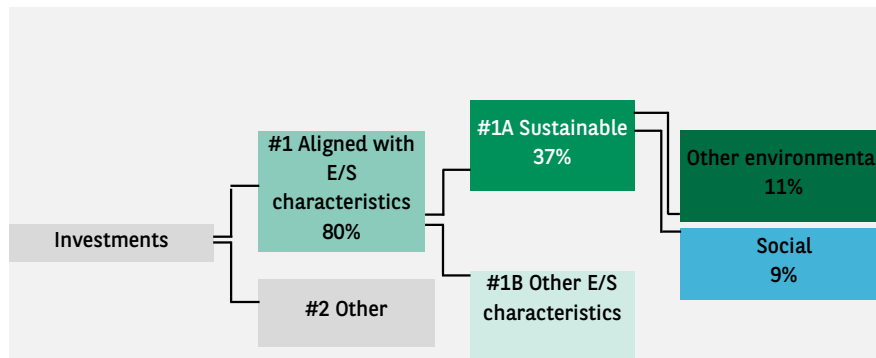 Investments
#1 Aligned with
E/S
characteristics
80%
#2 Other
#1A Sustainable
37%
#1B Other E/S
characteristics
Other environmenta
11%
Social
9%